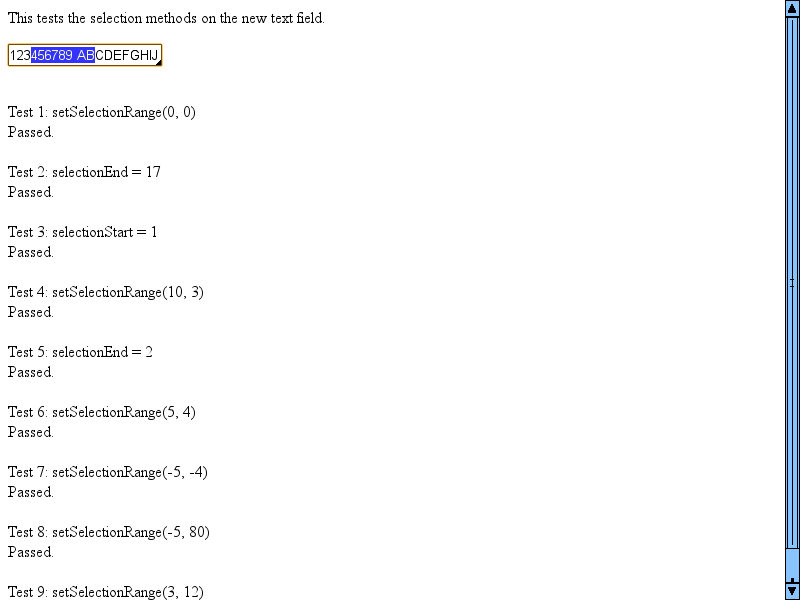 This tests the selection methods on the new text field.
123456789 ABCDEFGHIJ
Test 1: setSelectionRange(0, 0)
Passed.
Test 2: selectionEnd = 17
Passed.
Test 3: selectionStart = 1
Passed.
Test 4: setSelectionRange(10, 3)
Passed.
Test 5: selectionEnd = 2
Passed.
Test 6: setSelectionRange(5, 4)
Passed.
Test 7: setSelectionRange(-5, -4)
Passed.
Test 8: setSelectionRange(-5, 80)
Passed.
Test 9: setSelectionRange(3, 12)